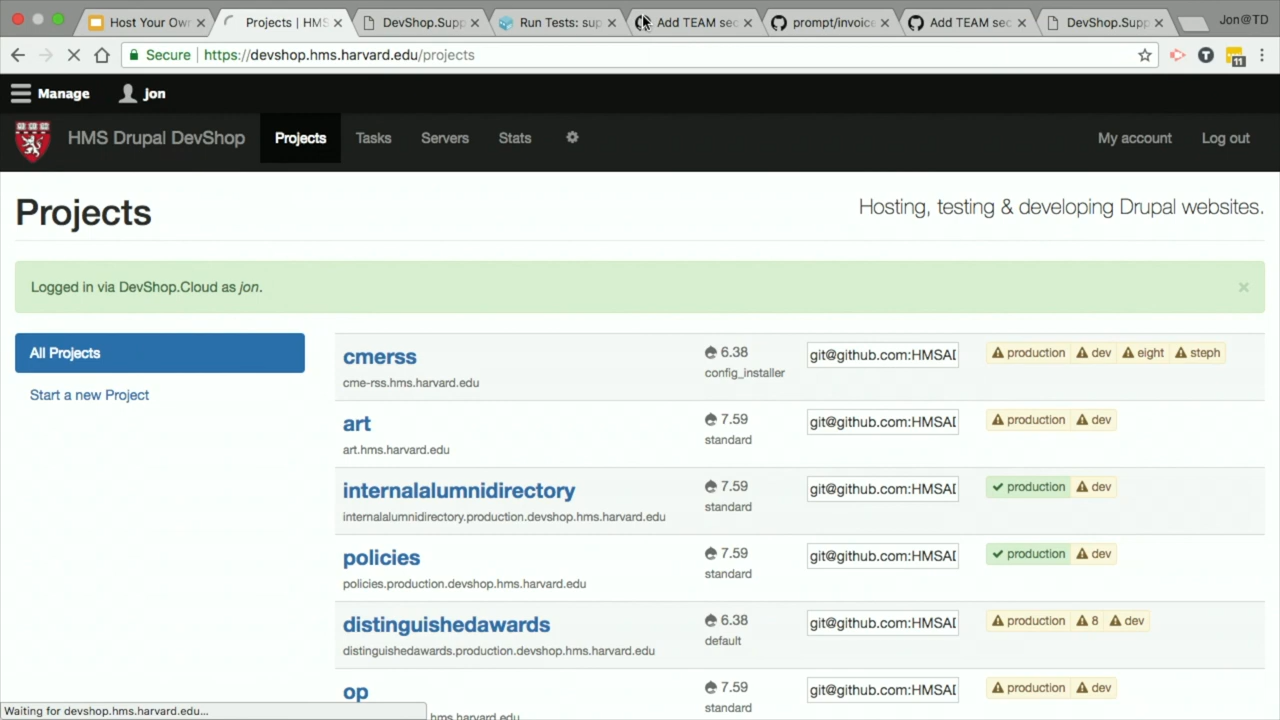 Host Your Own
Projects | HMS
DevShop.Supp
Run Tests: sup
Add TEAM sec
prompt/invoice
Add TEAM sec
DevShop.Supp
Jon@TD
Secure
https://devshop.hms.harvard.edu/projects
T
11
Manage
jon
HMS Drupal DevShop
Projects
Tasks
Servers
Stats
My account
Log out
Projects
Hosting, testing & developing Drupal websites.
Logged in via DevShop.Cloud as jon.
×
All Projects
Start a new Project
cmerss
cme-rss.hms.harvard.edu
6.38
config_installer
git@github.com:HMSAI
production
dev
eight
steph
art
art.hms.harvard.edu
7.59
standard
git@github.com:HMSAI
production
dev
internalalumnidirectory
internalalumnidirectory.production.devshop.hms.harvard.edu
7.59
standard
git@github.com:HMSAI
production
dev
policies
policies.production.devshop.hms.harvard.edu
7.59
standard
git@github.com:HMSAI
production
dev
distinguishedawards
distinguishedawards.production.devshop.hms.harvard.edu
6.38
default
git@github.com:HMSAI
production
8
dev
op
hms.harvard.edu
7.59
standard
git@github.com:HMSAI
production
dev
Waiting for devshop.hms.harvard.edu...